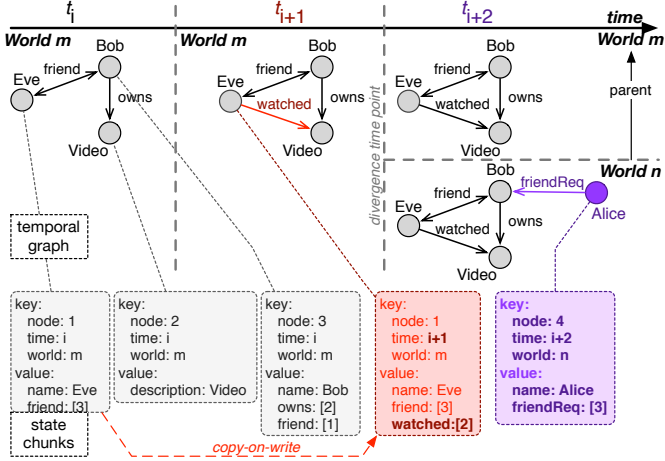 ti
ti+1
ti+2
time
World m
World m
World m
Bob
Eve
friend
owns
Video
Bob
Eve
friend
watched
owns
Video
divergence time point
Bob
Eve
friend
watched
owns
Video
parent
World n
Bob
Eve
friend
watched
owns
Video
friendReq
Alice
temporal
graph
key:
node: 1
time: i
world: m
value:
name: Eve
friend: [3]
key:
node: 2
time: i
world: m
value:
description: Video
key:
node: 3
time: i
world: m
value:
name: Bob
owns: [2]
friend: [1]
key:
node: 1
time: i+1
world: m
value:
name: Eve
friend: [3]
watched:[2]
key:
node: 4
time: i+2
world: n
value:
name: Alice
friendReq: [3]
state
chunks
copy-on-write